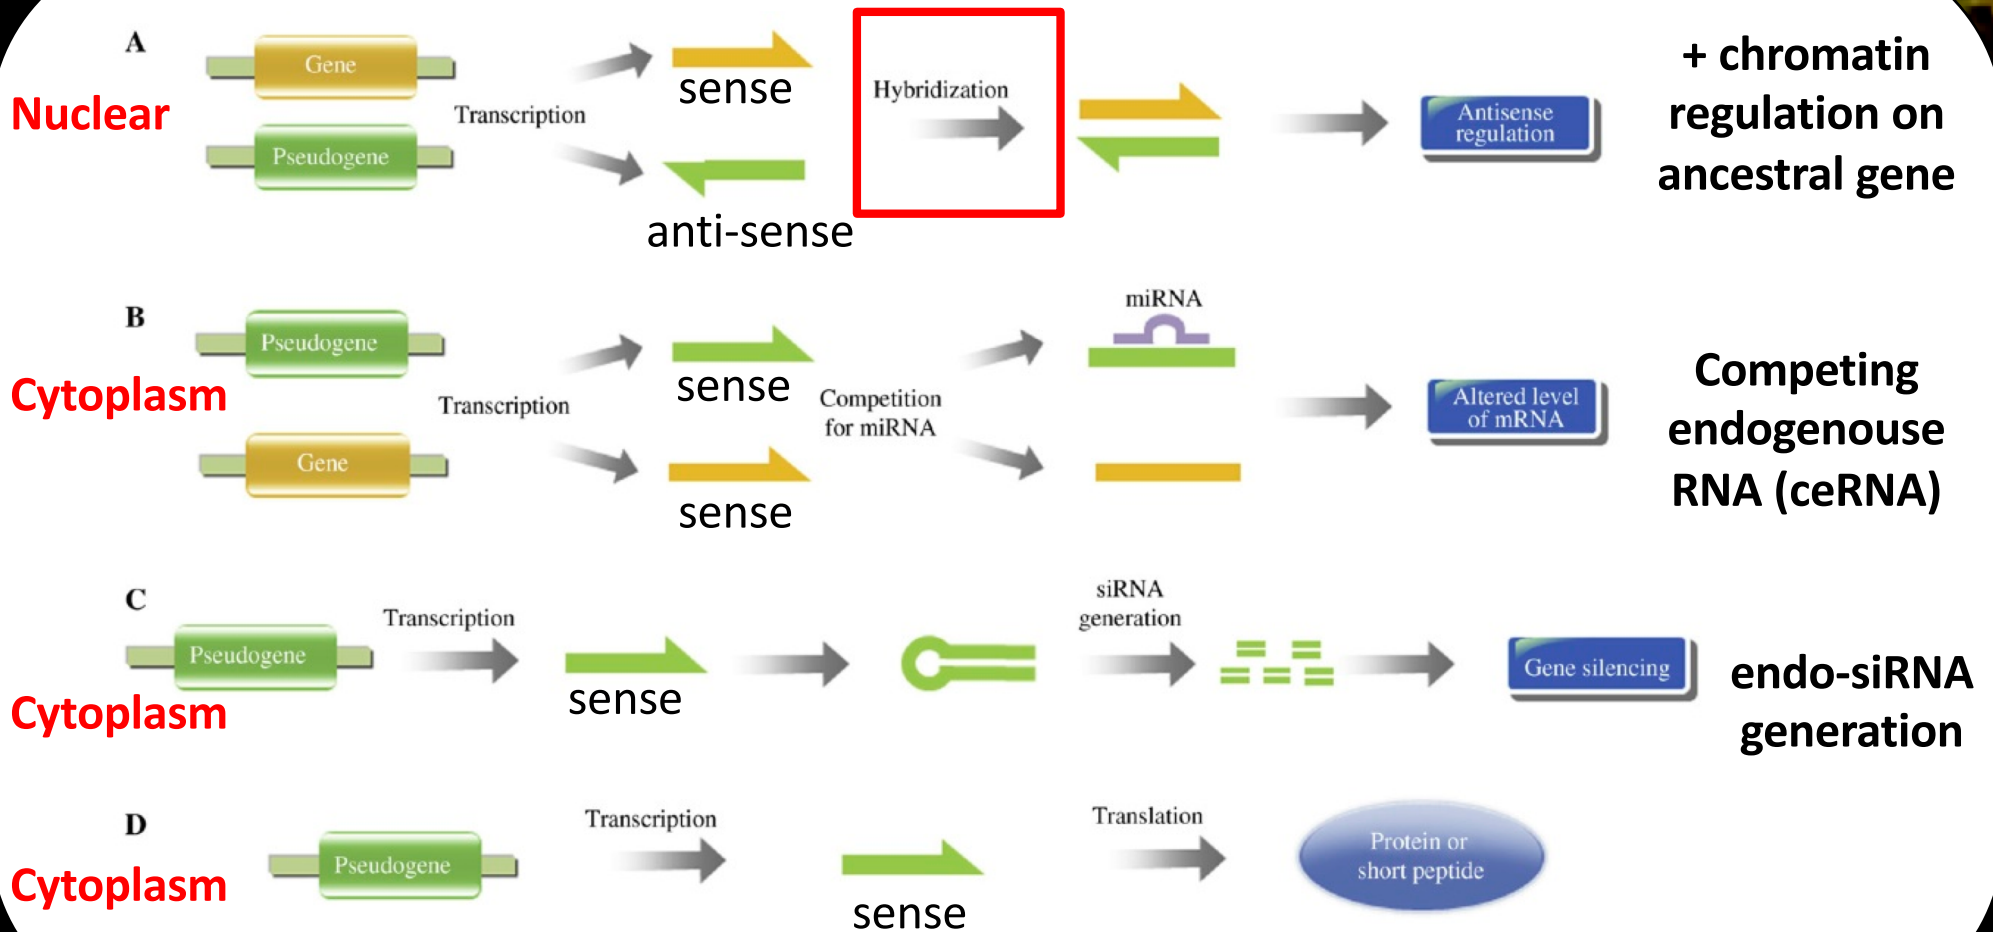 A
Gene
Pseudogene
Nuclear
Transcription
sense
anti-sense
Hybridization
Antisense
regulation
+ chromatin
regulation on
ancestral gene
B
Pseudogene
Gene
Cytoplasm
Transcription
sense
sense
Competition
for miRNA
miRNA
Altered level
of mRNA
Competing
endogenouse
RNA (ceRNA)
C
Pseudogene
Cytoplasm
Transcription
sense
siRNA
generation
Gene silencing
endo-siRNA
generation
D
Pseudogene
Cytoplasm
Transcription
sense
Translation
Protein or
short peptide